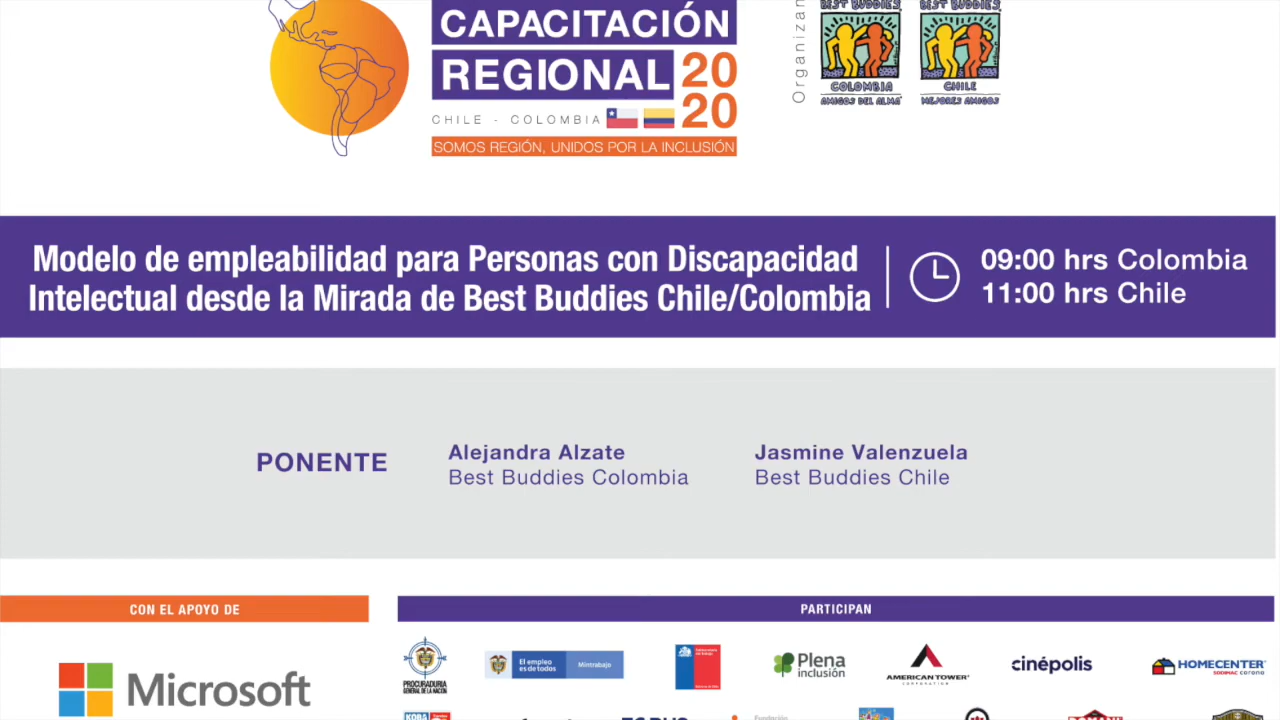 CAPACITACIÓN
REGIONAL 2020
CHILE - COLOMBIA
SOMOS REGIÓN, UNIDOS POR LA INCLUSIÓN
BEST BUDDIES
COLOMBIA
AMIGOS DEL ALMA
BEST BUDDIES
CHILE
MEJORES AMIGOS
Modelo de empleabilidad para Personas con Discapacidad
Intelectual desde la Mirada de Best Buddies Chile/Colombia
09:00 hrs Colombia
11:00 hrs Chile
PONENTE
Alejandra Alzate
Best Buddies Colombia
Jasmine Valenzuela
Best Buddies Chile
CON EL APOYO DE
PARTICIPAN
Microsoft
PROCURADURIA
GENERAL DE LA NACION
El empleo
es de todos
Mintrabajo
Plena
inclusión
AMERICAN TOWER
CORPORATION
cinépolis
HOMECENTER
SODIMAC corona
KOBA
Fundación